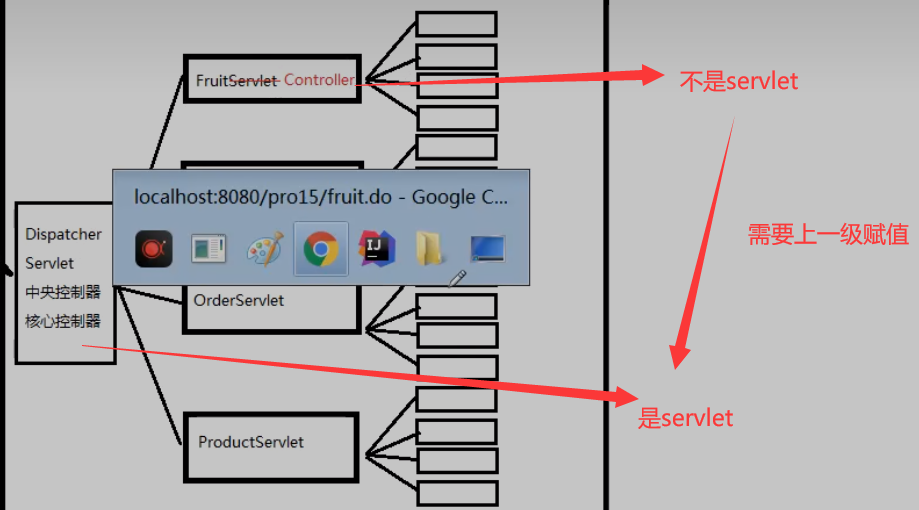 FruitServlet Controller
不是servlet
localhost:8080/pro15/fruit.do - Google C...
Dispatcher
Servlet
中央控制器
核心控制器
需要上一级赋值
OrderServlet
是servlet
ProductServlet